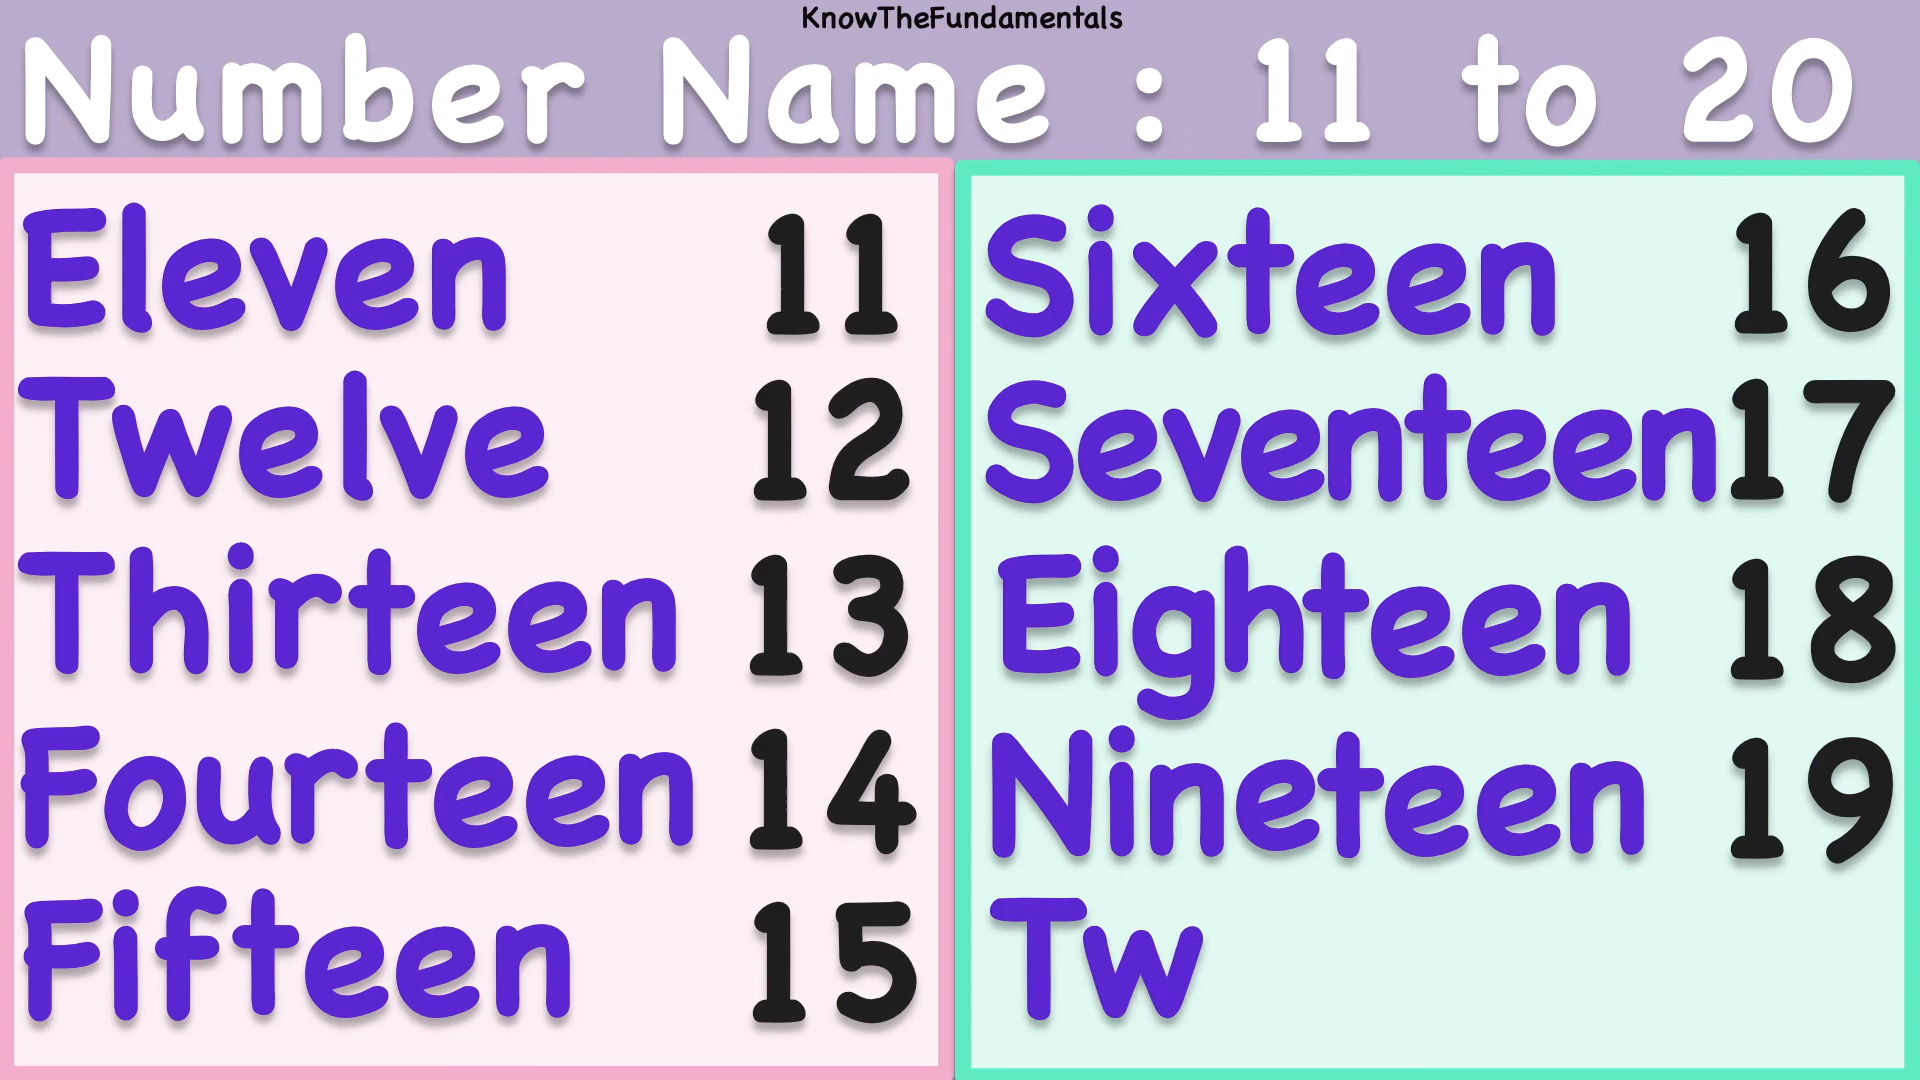 KnowTheFundamentals
Number Name : 11 to 20
Eleven 11
Twelve 12
Thirteen 13
Fourteen 14
Fifteen 15
Sixteen 16
Seventeen 17
Eighteen 18
Nineteen 19
Tw